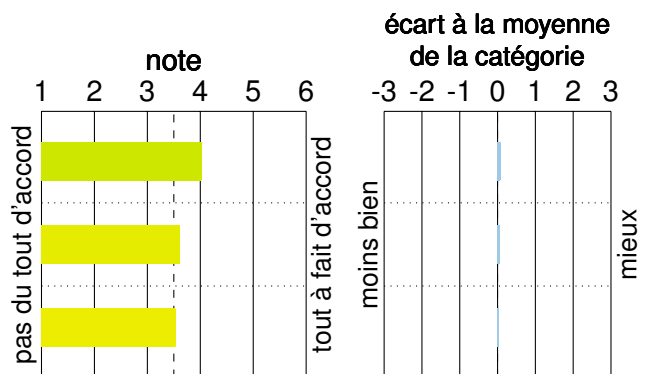 note
1 2 3 4 5 6
pas du tout d'accord
tout à fait d'accord
écart à la moyenne
de la catégorie
-3 -2 -1 0 1 2 3
moins bien
mieux